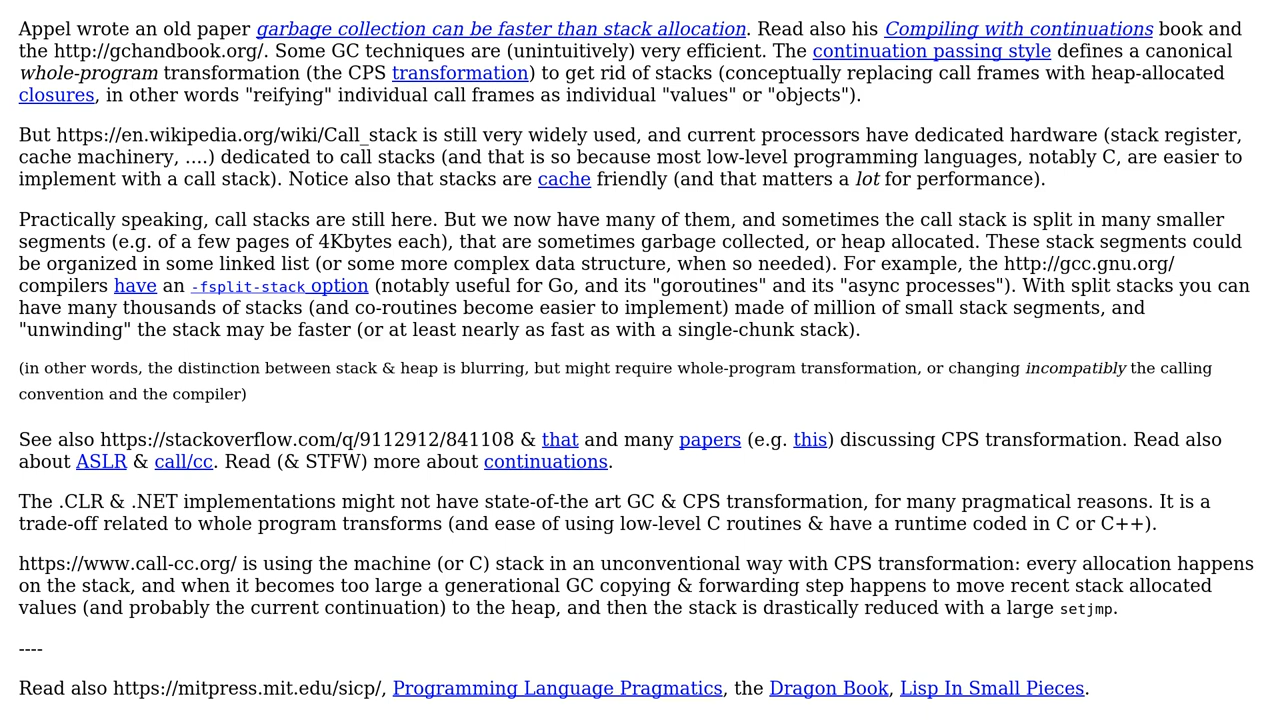 Appel wrote an old paper garbage collection can be faster than stack allocation. Read also his Compiling with continuations book and
the http://gchandbook.org/. Some GC techniques are (unintuitively) very efficient. The continuation passing style defines a canonical
whole-program transformation (the CPS transformation) to get rid of stacks (conceptually replacing call frames with heap-allocated
closures, in other words "reifying" individual call frames as individual "values" or "objects").
But https://en.wikipedia.org/wiki/Call_stack is still very widely used, and current processors have dedicated hardware (stack register,
cache machinery, ....) dedicated to call stacks (and that is so because most low-level programming languages, notably C, are easier to
implement with a call stack). Notice also that stacks are cache friendly (and that matters a lot for performance).
Practically speaking, call stacks are still here. But we now have many of them, and sometimes the call stack is split in many smaller
segments (e.g. of a few pages of 4Kbytes each), that are sometimes garbage collected, or heap allocated. These stack segments could
be organized in some linked list (or some more complex data structure, when so needed). For example, the http://gcc.gnu.org/
compilers have an -fsplit-stack option (notably useful for Go, and its "goroutines" and its "async processes"). With split stacks you can
have many thousands of stacks (and co-routines become easier to implement) made of million of small stack segments, and
"unwinding" the stack may be faster (or at least nearly as fast as with a single-chunk stack).
(in other words, the distinction between stack & heap is blurring, but might require whole-program transformation, or changing incompatibly the calling
convention and the compiler)
See also https://stackoverflow.com/q/9112912/841108 & that and many papers (e.g. this) discussing CPS transformation. Read also
about ASLR & call/cc. Read (& STFW) more about continuations.
The .CLR & .NET implementations might not have state-of-the art GC & CPS transformation, for many pragmatical reasons. It is a
trade-off related to whole program transforms (and ease of using low-level C routines & have a runtime coded in C or C++).
https://www.call-cc.org/ is using the machine (or C) stack in an unconventional way with CPS transformation: every allocation happens
on the stack, and when it becomes too large a generational GC copying & forwarding step happens to move recent stack allocated
values (and probably the current continuation) to the heap, and then the stack is drastically reduced with a large setjmp.
----
Read also https://mitpress.mit.edu/sicp/, Programming Language Pragmatics, the Dragon Book, Lisp In Small Pieces.